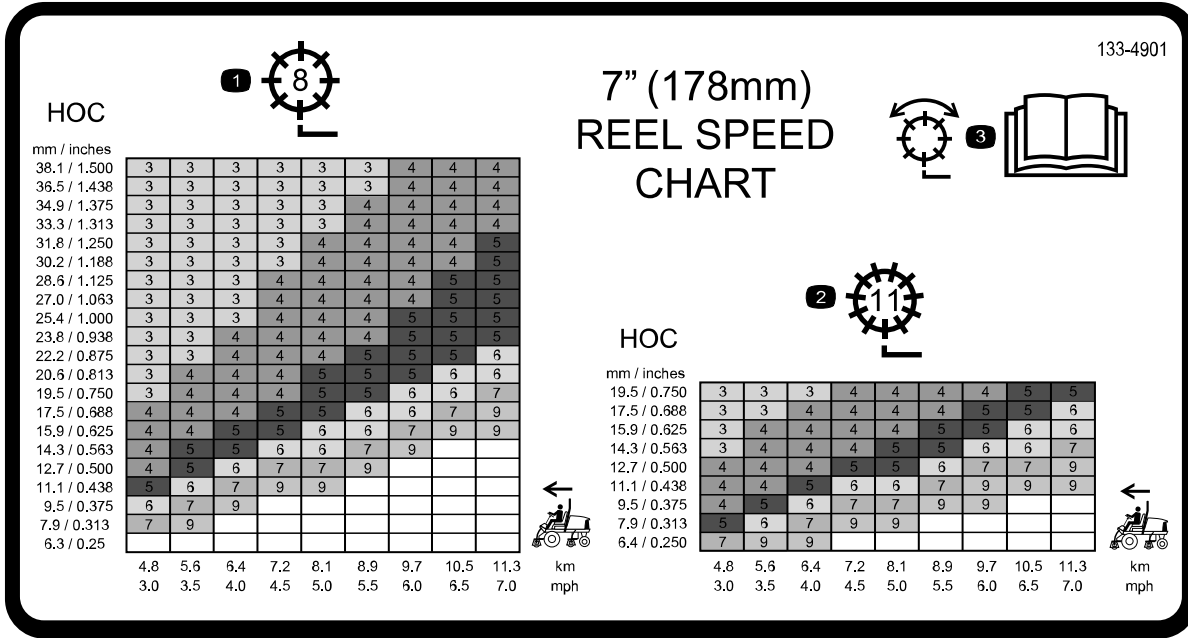 133-4901
1
8
7” (178mm)
REEL SPEED
CHART
3
HOC
mm / inches
38.1 / 1.500 3 3 3 3 3 3 4 4 4
36.5 / 1.438 3 3 3 3 3 3 4 4 4
34.9 / 1.375 3 3 3 3 3 4 4 4 4
33.3 / 1.313 3 3 3 3 3 4 4 4 4
31.8 / 1.250 3 3 3 3 4 4 4 4 5
30.2 / 1.188 3 3 3 3 4 4 4 4 5
28.6 / 1.125 3 3 3 4 4 4 4 5 5
27.0 / 1.063 3 3 3 4 4 4 4 5 5
25.4 / 1.000 3 3 3 4 4 4 5 5 5
23.8 / 0.938 3 3 4 4 4 4 5 5 5
22.2 / 0.875 3 3 4 4 4 5 5 5 6
20.6 / 0.813 3 4 4 4 5 5 5 6 6
19.5 / 0.750 3 4 4 4 5 5 6 6 7
17.5 / 0.688 4 4 4 5 5 6 6 7 9
15.9 / 0.625 4 4 5 5 6 6 7 9 9
14.3 / 0.563 4 5 5 6 6 7 9
12.7 / 0.500 4 5 6 7 7 9
11.1 / 0.438 5 6 7 9 9
9.5 / 0.375 6 7 9
7.9 / 0.313 7 9
6.3 / 0.25
4.8 5.6 6.4 7.2 8.1 8.9 9.7 10.5 11.3 km
3.0 3.5 4.0 4.5 5.0 5.5 6.0 6.5 7.0 mph
2
11
HOC
mm / inches
19.5 / 0.750 3 3 3 4 4 4 4 5 5
17.5 / 0.688 3 3 4 4 4 4 5 5 6
15.9 / 0.625 3 4 4 4 4 5 5 6 6
14.3 / 0.563 3 4 4 4 5 5 6 6 7
12.7 / 0.500 4 4 4 5 5 6 7 7 9
11.1 / 0.438 4 4 5 6 6 7 9 9 9
9.5 / 0.375 4 5 6 7 7 9 9
7.9 / 0.313 5 6 7 9 9
6.4 / 0.250 7 9 9
4.8 5.6 6.4 7.2 8.1 8.9 9.7 10.5 11.3 km
3.0 3.5 4.0 4.5 5.0 5.5 6.0 6.5 7.0 mph